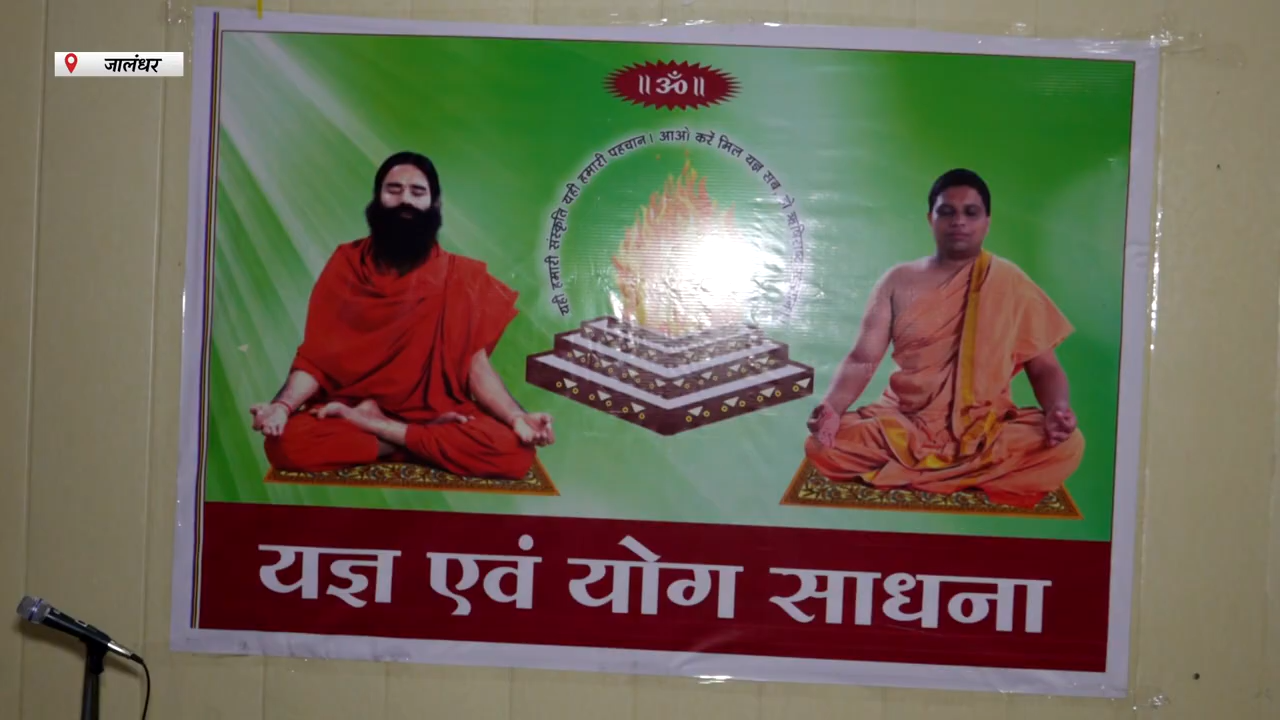 जालंधर
॥ ॐ ॥
यही हमारी संस्कृति यही हमारी पहचान। आओ करें मिल यज्ञ सब,
यज्ञ एवं योग साधना